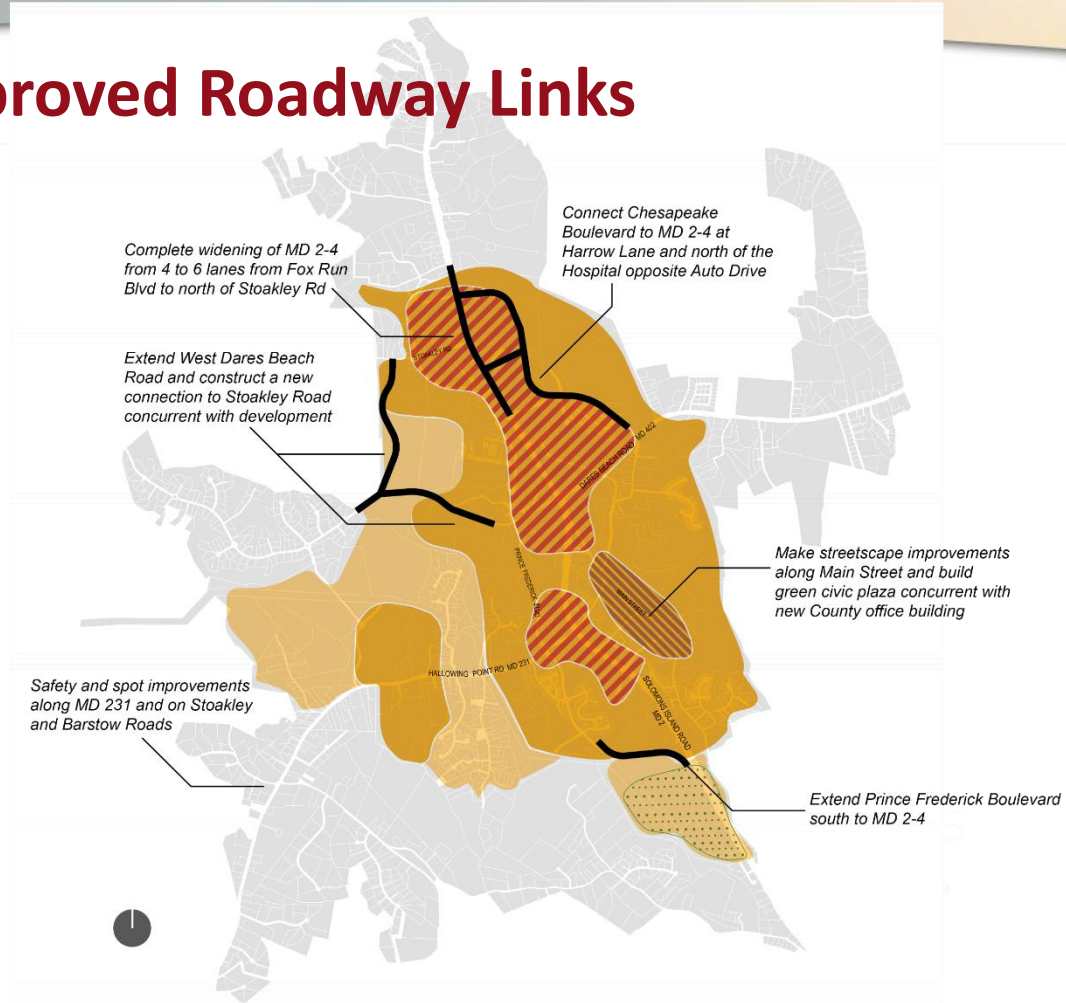 proved Roadway Links
Connect Chesapeake
Boulevard to MD 2-4 at
Harrow Lane and north of the
Hospital opposite Auto Drive
Complete widening of MD 2-4
from 4 to 6 lanes from Fox Run
Blvd to north of Stoakley Rd
STOAKLEY RD
Extend West Dares Beach
Road and construct a new
connection to Stoakley Road
concurrent with development
DARES BEACH ROAD MD 402
PRINCE FREDERICK BLVD
MAIN STREET
Make streetscape improvements
along Main Street and build
green civic plaza concurrent with
new County office building
HALLOWING POINT RD MD 231
SOLOMONS ISLAND ROAD
MD 2
Safety and spot improvements
along MD 231 and on Stoakley
and Barstow Roads
Extend Prince Frederick Boulevard
south to MD 2-4